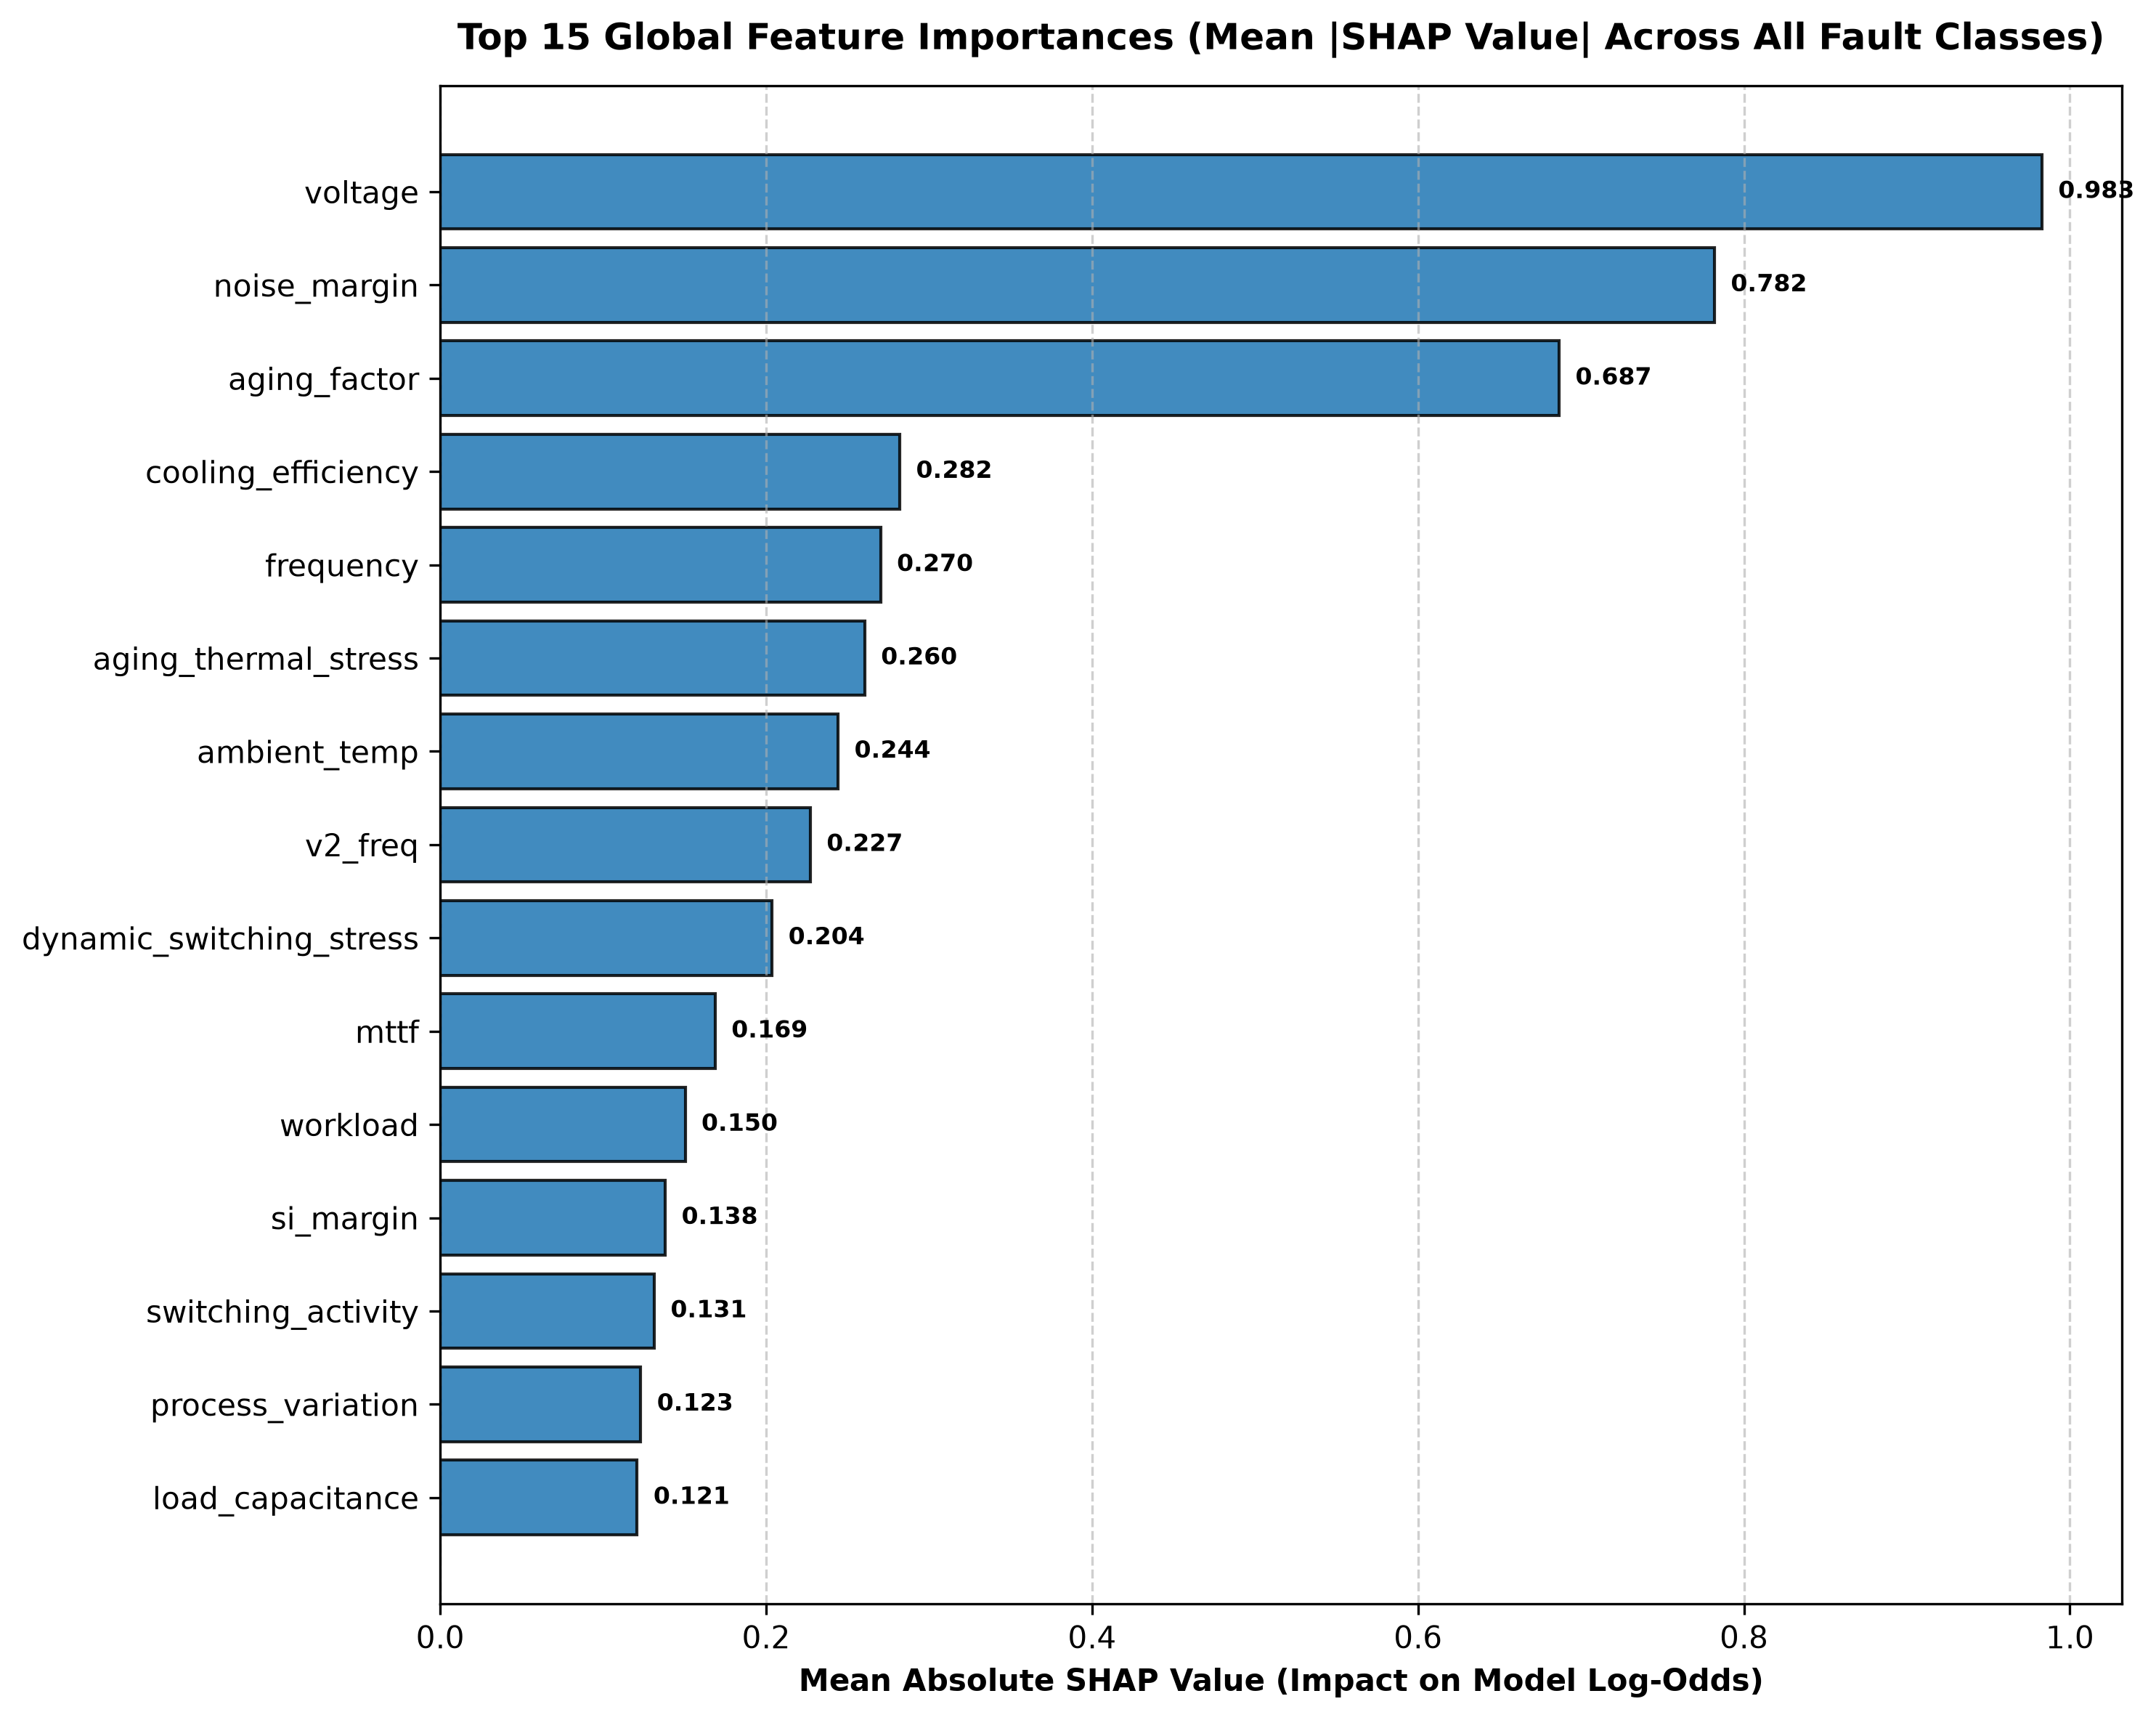 Top 15 Global Feature Importances (Mean |SHAP Value| Across All Fault Classes)
voltage 0.983
noise_margin 0.782
aging_factor 0.687
cooling_efficiency 0.282
frequency 0.270
aging_thermal_stress 0.260
ambient_temp 0.244
v2_freq 0.227
dynamic_switching_stress 0.204
mttf 0.169
workload 0.150
si_margin 0.138
switching_activity 0.131
process_variation 0.123
load_capacitance 0.121
0.0 0.2 0.4 0.6 0.8 1.0
Mean Absolute SHAP Value (Impact on Model Log-Odds)